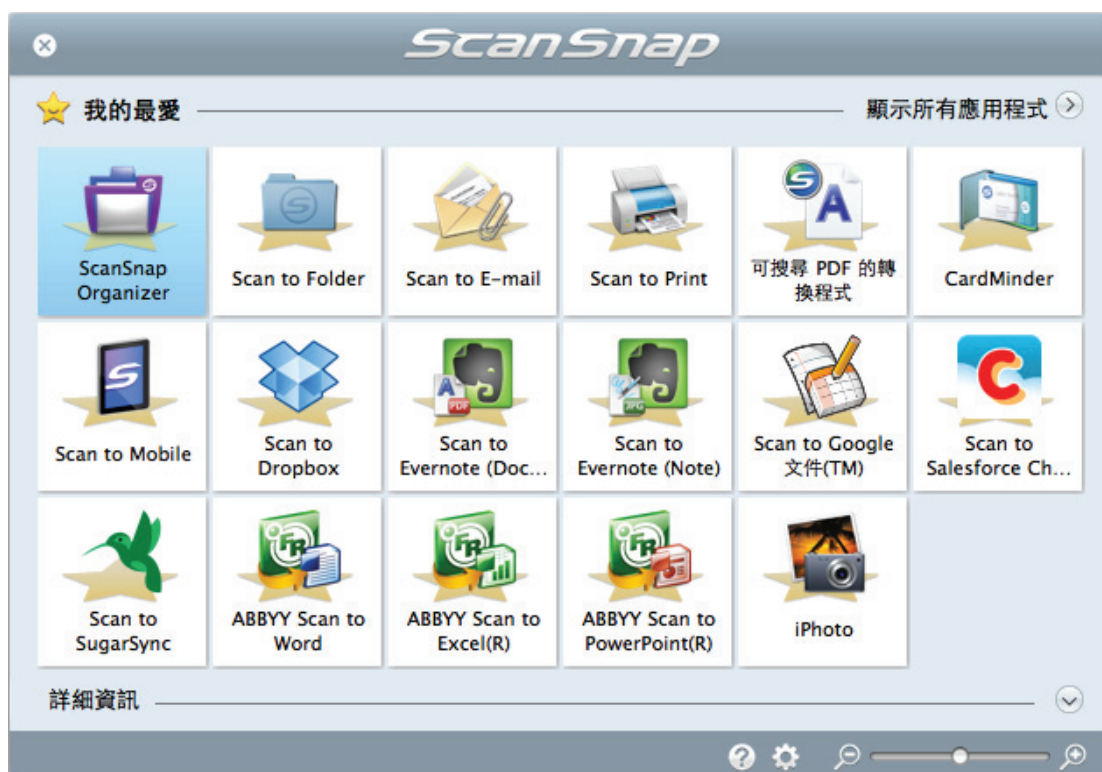 ScanSnap
我的最愛
顯示所有應用程式
ScanSnap
Organizer
Scan to Folder
Scan to E-mail
Scan to Print
可搜尋 PDF 的轉
換程式
CardMinder
Scan to Mobile
Scan to
Dropbox
Scan to
Evernote (Doc...
Scan to
Evernote (Note)
Scan to Google
文件(TM)
Scan to
Salesforce Ch...
Scan to
SugarSync
ABBYY Scan to
Word
ABBYY Scan to
Excel(R)
ABBYY Scan to
PowerPoint(R)
iPhoto
詳細資訊